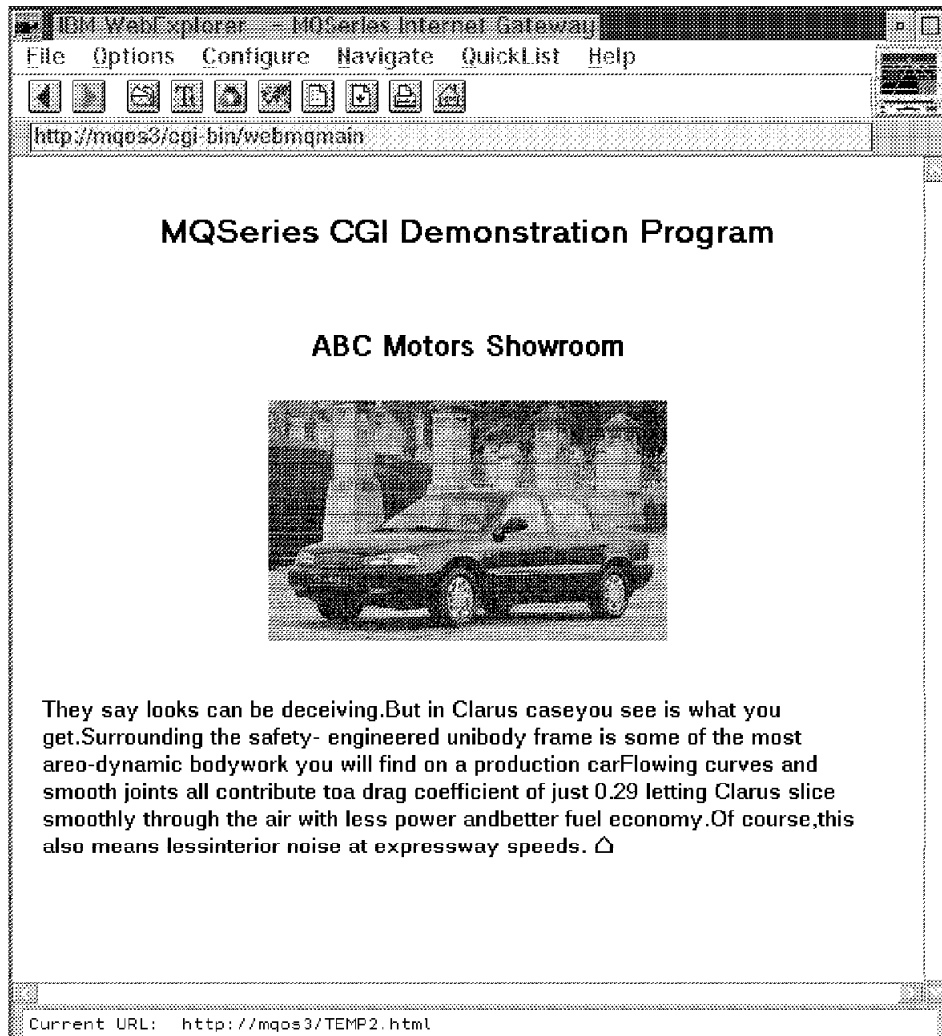 IBM WebExplorer - MQSeries Internet Gateway
File Options Configure Navigate QuickList Help
http://mqos3/cgi-bin/webmqmain
MQSeries CGI Demonstration Program
ABC Motors Showroom
They say looks can be deceiving.But in Clarus caseyou see is what you
get.Surrounding the safety- engineered unibody frame is some of the most
areo-dynamic bodywork you will find on a production carFlowing curves and
smooth joints all contribute toa drag coefficient of just 0.29 letting Clarus slice
smoothly through the air with less power andbetter fuel economy.Of course,this
also means lessinterior noise at expressway speeds.
Current URL: http://mqos3/TEMP2.html